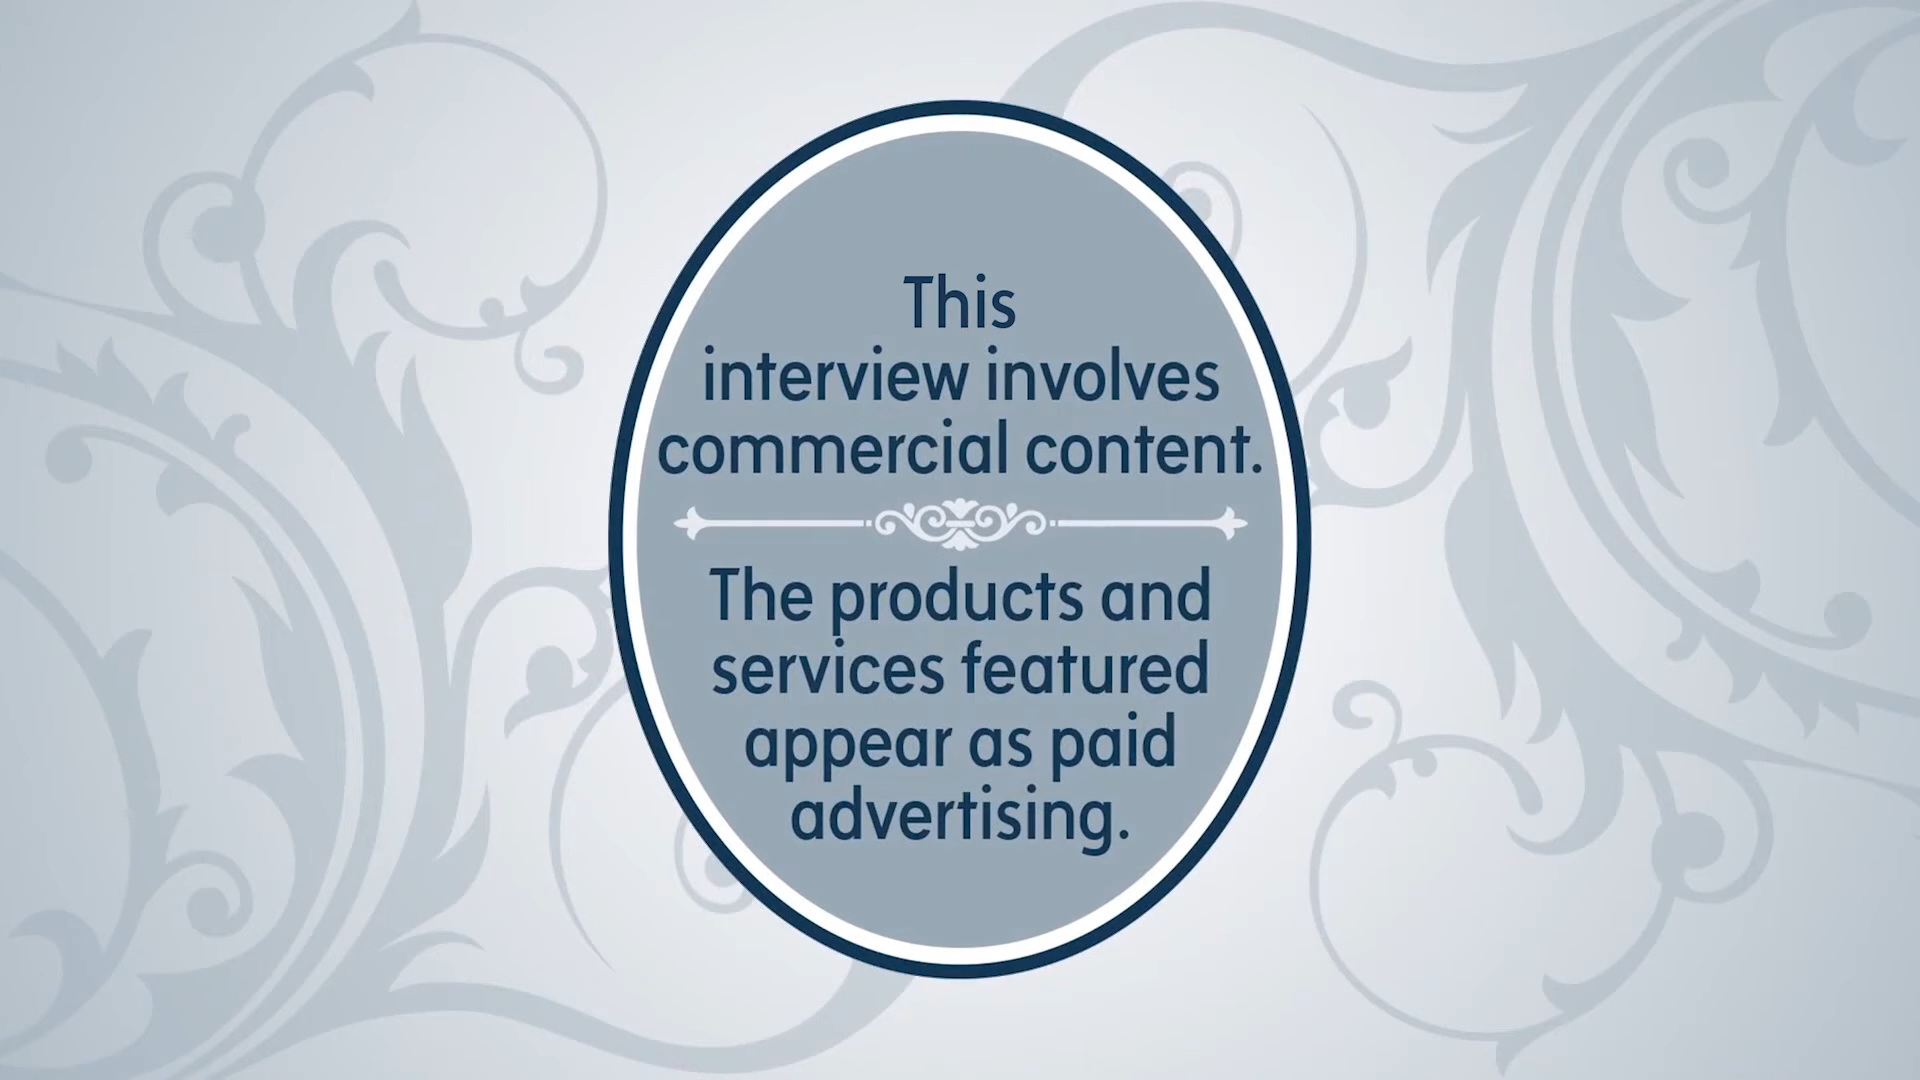 This
interview involves
commercial content.
The products and
services featured
appear as paid
advertising.